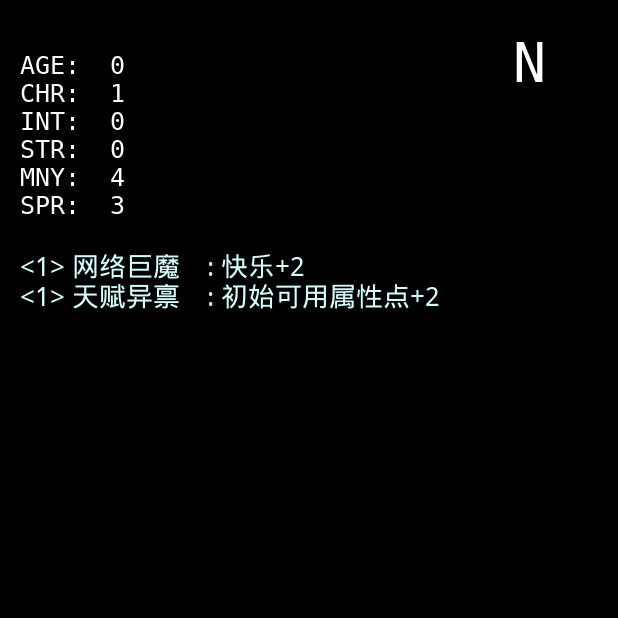 N
AGE: 0
CHR: 1
INT: 0
STR: 0
MNY: 4
SPR: 3
<1> 网络巨魔 : 快乐+2
<1> 天赋异禀 : 初始可用属性点+2